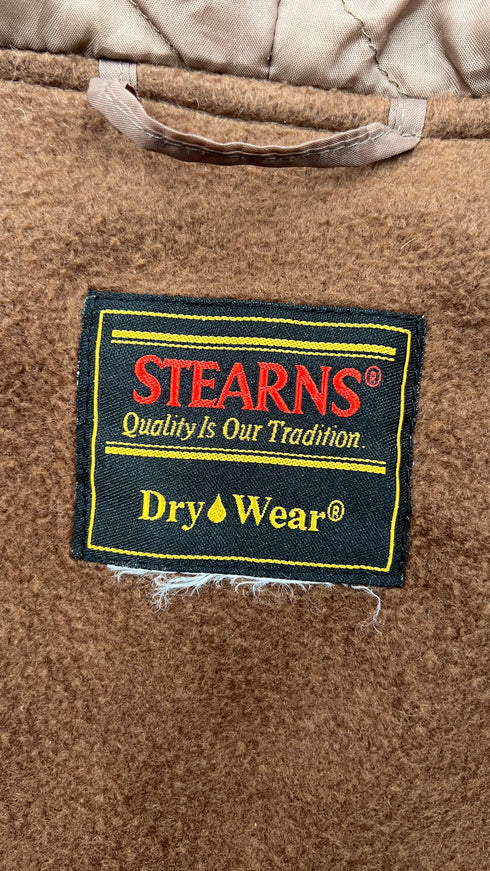 STEARNS®
Quality Is Our Tradition.
Dry Wear®